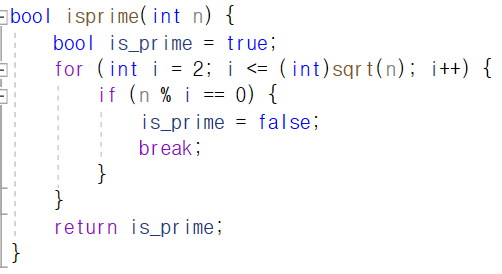 bool isprime(int n) {
bool is_prime = true;
for (int i = 2; i <= (int)sqrt(n); i++) {
if (n % i == 0) {
is_prime = false;
break;
}
}
return is_prime;
}